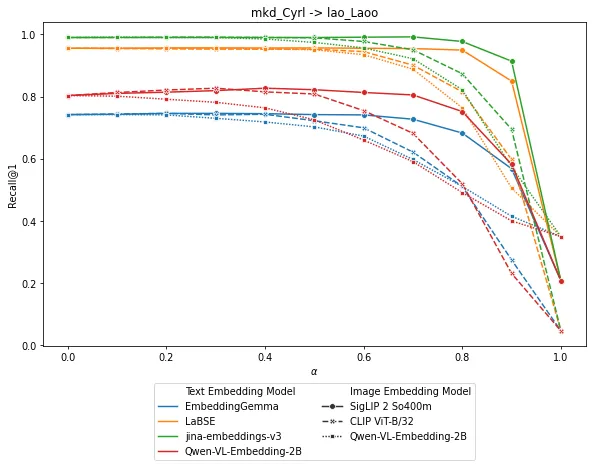 mkd_Cyrl -> lao_Laoo
Recall@1
1.0
0.8
0.6
0.4
0.2
0.0
0.0 0.2 0.4 0.6 0.8 1.0
α
Text Embedding Model
EmbeddingGemma
LaBSE
jina-embeddings-v3
Qwen-VL-Embedding-2B
Image Embedding Model
SigLIP 2 So400m
CLIP ViT-B/32
Qwen-VL-Embedding-2B